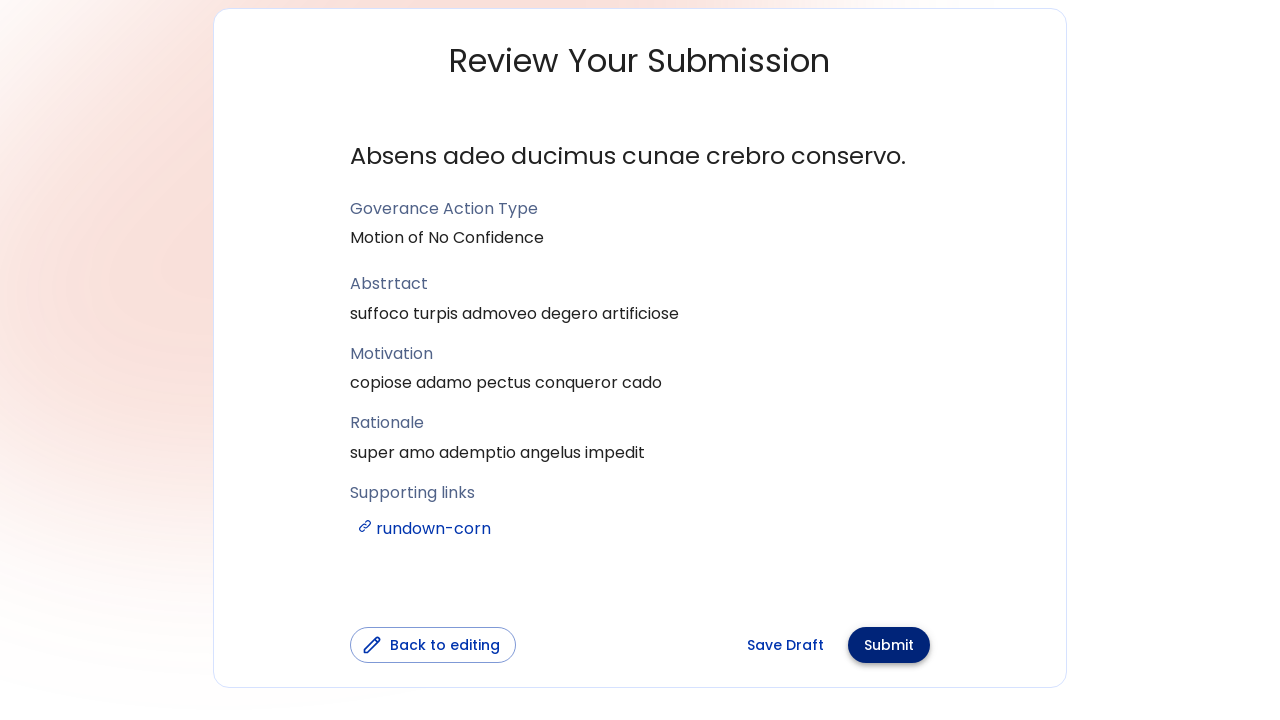 Review Your Submission
Absens adeo ducimus cunae crebro conservo.
Goverance Action Type
Motion of No Confidence
Abstrtact
suffoco turpis admoveo degero artificiose
Motivation
copiose adamo pectus conqueror cado
Rationale
super amo ademptio angelus impedit
Supporting links
rundown-corn
Back to editing
Save Draft
Submit